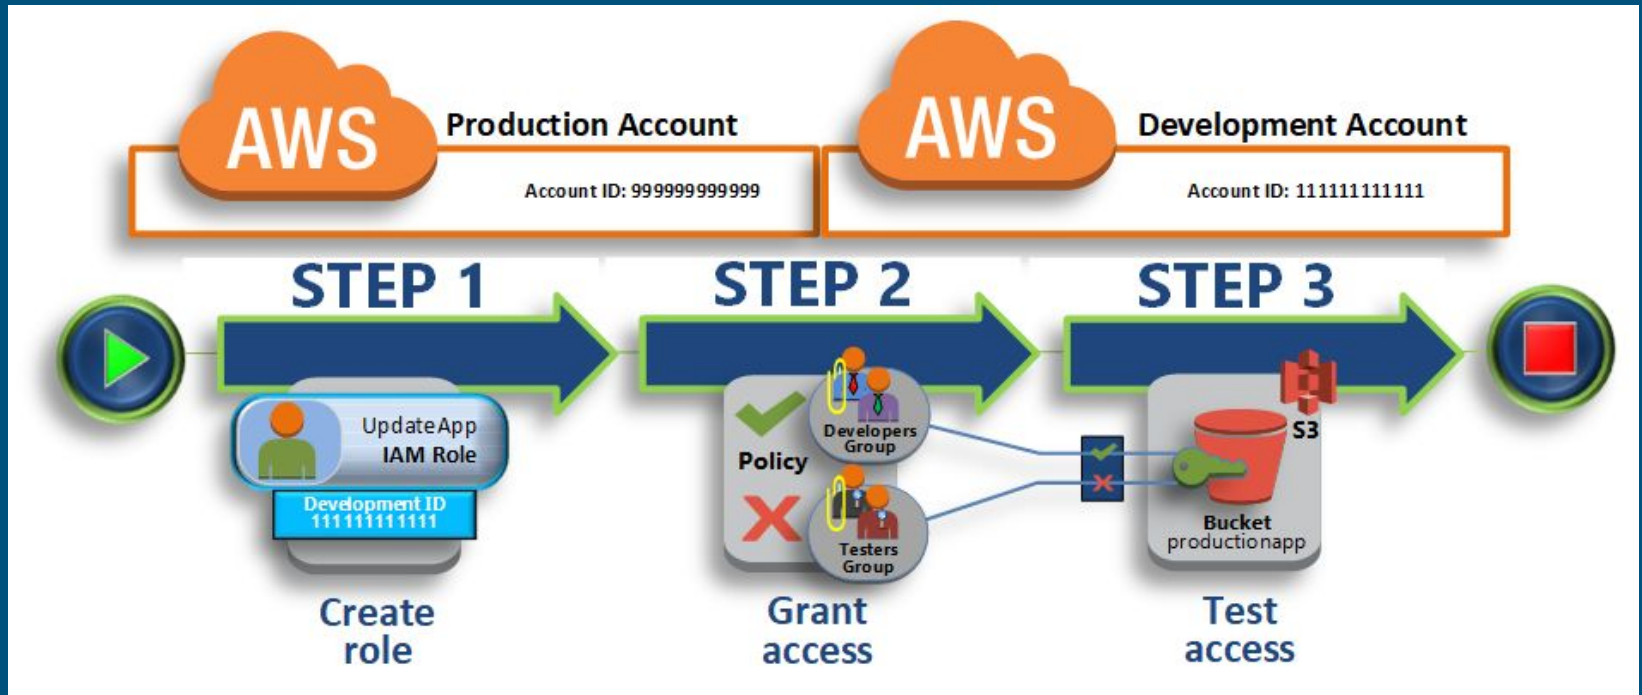 AWS
Production Account
Account ID: 999999999999
AWS
Development Account
Account ID: 111111111111
STEP 1
STEP 2
STEP 3
UpdateApp
IAM Role
Development ID
111111111111
Policy
Developers
Group
Testers
Group
S3
Bucket
productionapp
Create
role
Grant
access
Test
access